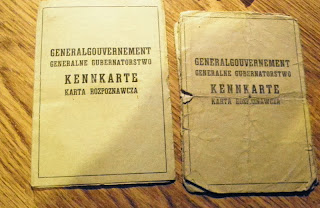 GENERALGOUVERNEMENT
GENERALNE GUBERNATORSTWO
KENNKARTE
KARTA ROZPOZNAWCZA
GENERALGOUVERNEMENT
GENERALNE GUBERNATORSTWO
KENNKARTE
KARTA ROZPOZNAWCZA